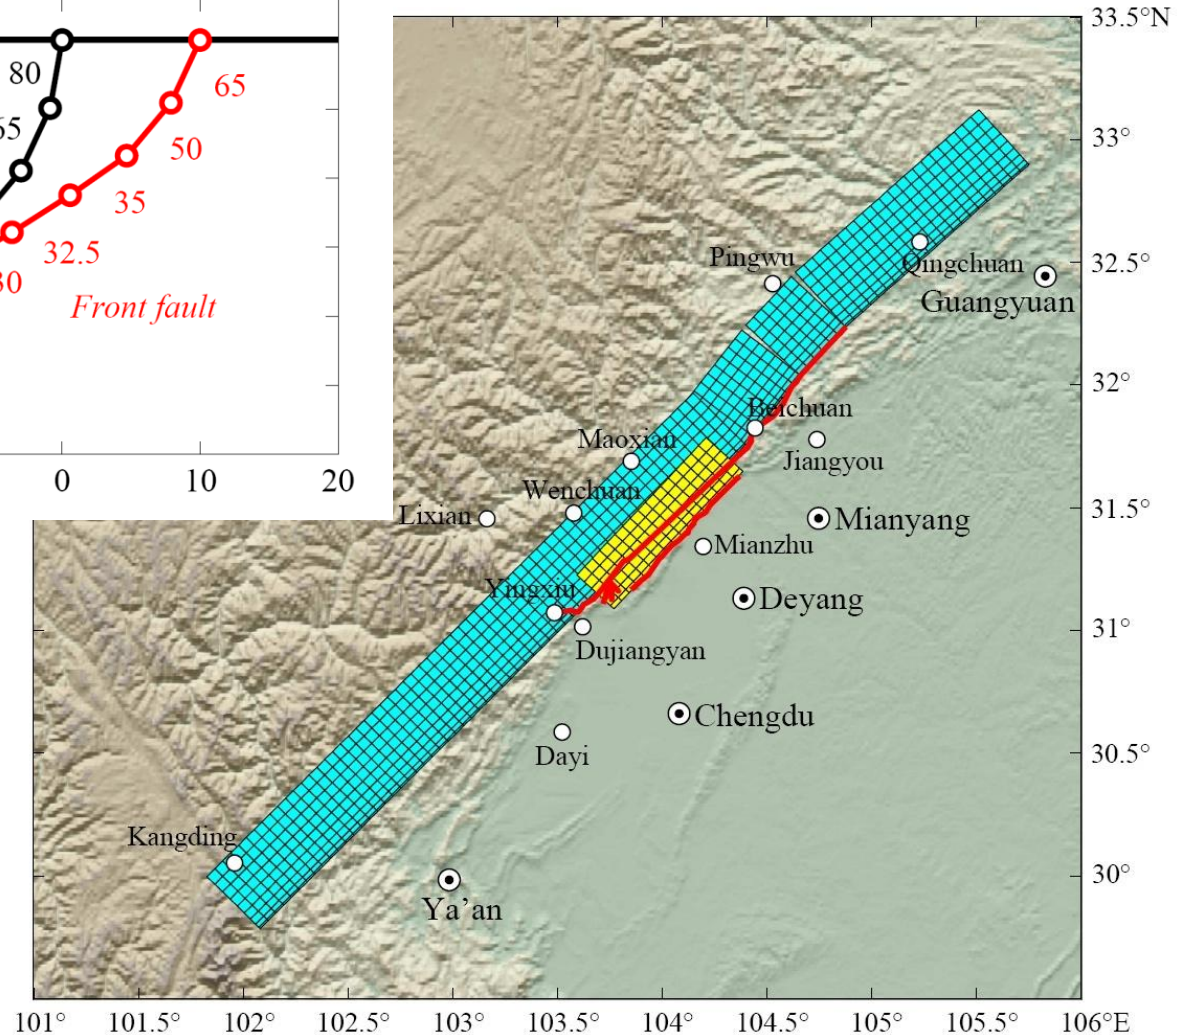 80
65
50
35
32.5
Front fault
0
10
20
33.5°N
33°
32.5°
32°
31.5°
31°
30.5°
30°
Pingwu
Qingchuan
Guangyuan
Beichuan
Maoxian
Jiangyou
Wenchuan
Lixian
Mianyang
Mianzhu
Yingxiu
Deyang
Dujiangyan
Chengdu
Dayi
Kangding
Ya’an
101°
101.5°
102°
102.5°
103°
103.5°
104°
104.5°
105°
105.5°
106°E